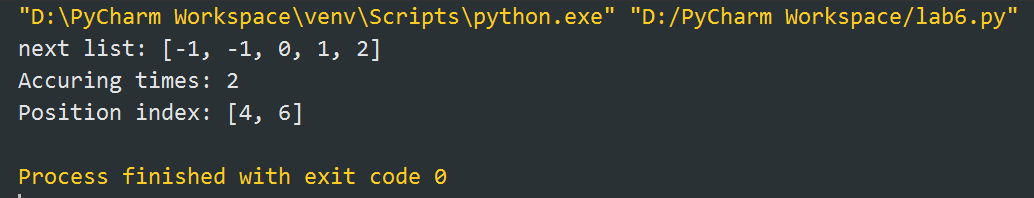 "D:\PyCharm Workspace\venv\Scripts\python.exe" "D:/PyCharm Workspace/lab6.py"
next list: [-1, -1, 0, 1, 2]
Accuring times: 2
Position index: [4, 6]
Process finished with exit code 0